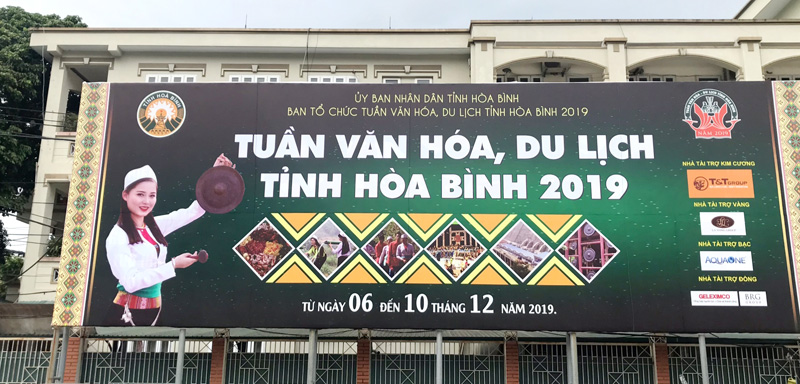 TỈNH HOÀ BÌNH
ỦY BAN NHÂN DÂN TỈNH HÒA BÌNH
BAN TỔ CHỨC TUẦN VĂN HÓA, DU LỊCH TỈNH HÒA BÌNH 2019
TUẦN VĂN HÓA, DU LỊCH
TỈNH HÒA BÌNH 2019
TỪ NGÀY 06 ĐẾN 10 THÁNG 12 NĂM 2019.
NĂM 2019
NHÀ TÀI TRỢ KIM CƯƠNG
T&TGROUP
NHÀ TÀI TRỢ VÀNG
NHÀ TÀI TRỢ BẠC
AQUAONE
NHÀ TÀI TRỢ ĐỒNG
GELEXIMCO
BRG